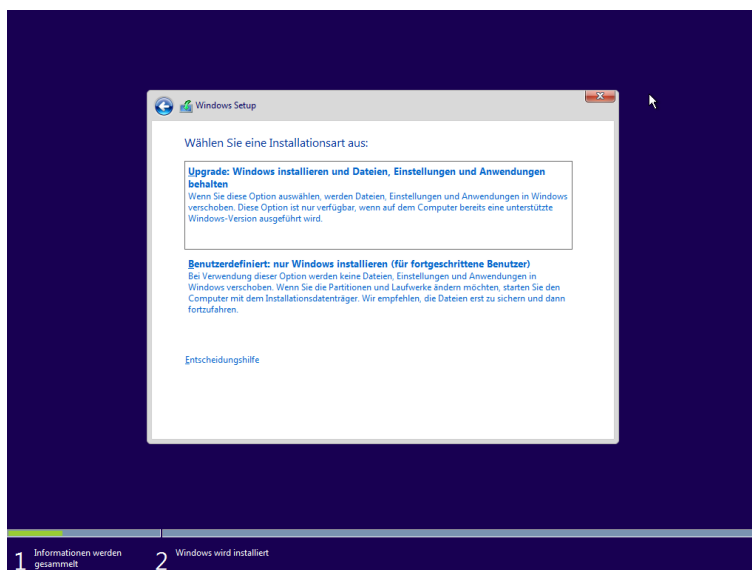 Windows Setup
Wählen Sie eine Installationsart aus:
Upgrade: Windows installieren und Dateien, Einstellungen und Anwendungen
behalten
Wenn Sie diese Option auswählen, werden Dateien, Einstellungen und Anwendungen in Windows
verschoben. Diese Option ist nur verfügbar, wenn auf dem Computer bereits eine unterstützte
Windows-Version ausgeführt wird.
Benutzerdefiniert: nur Windows installieren (für fortgeschrittene Benutzer)
Bei Verwendung dieser Option werden keine Dateien, Einstellungen und Anwendungen in
Windows verschoben. Wenn Sie die Partitionen und Laufwerke ändern möchten, starten Sie den
Computer mit dem Installationsdatenträger. Wir empfehlen, die Dateien erst zu sichern und dann
fortzufahren.
Entscheidungshilfe
1 Informationen werden
gesammelt
2 Windows wird installiert